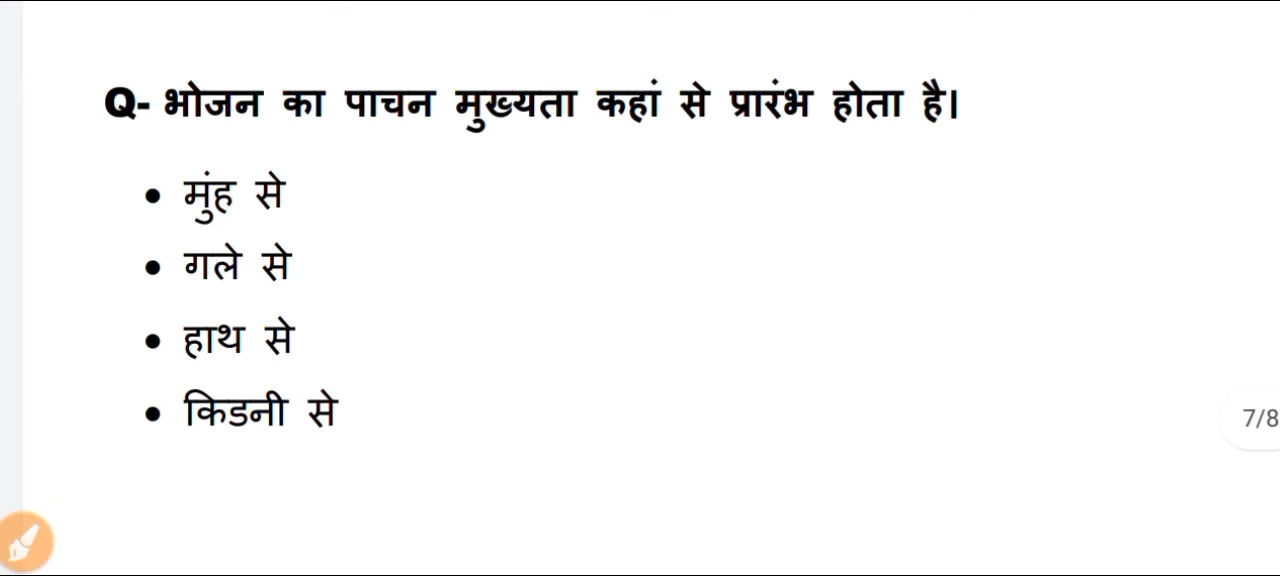 Q- भोजन का पाचन मुख्यता कहां से प्रारंभ होता है।
• मुंह से
• गले से
• हाथ से
• किडनी से
7/8